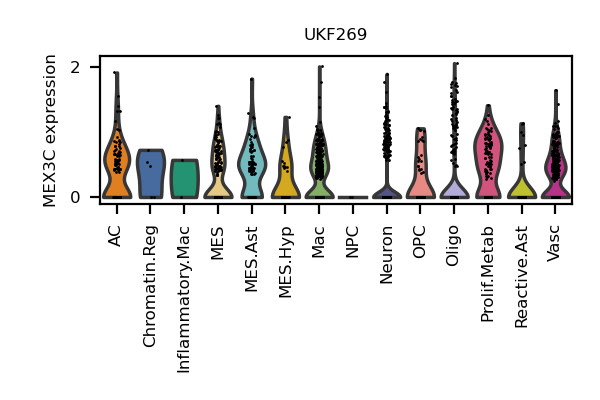 UKF269
MEX3C expression
2
0
AC
Chromatin.Reg
Inflammatory.Mac
MES
MES.Ast
MES.Hyp
Mac
NPC
Neuron
OPC
Oligo
Prolif.Metab
Reactive.Ast
Vasc